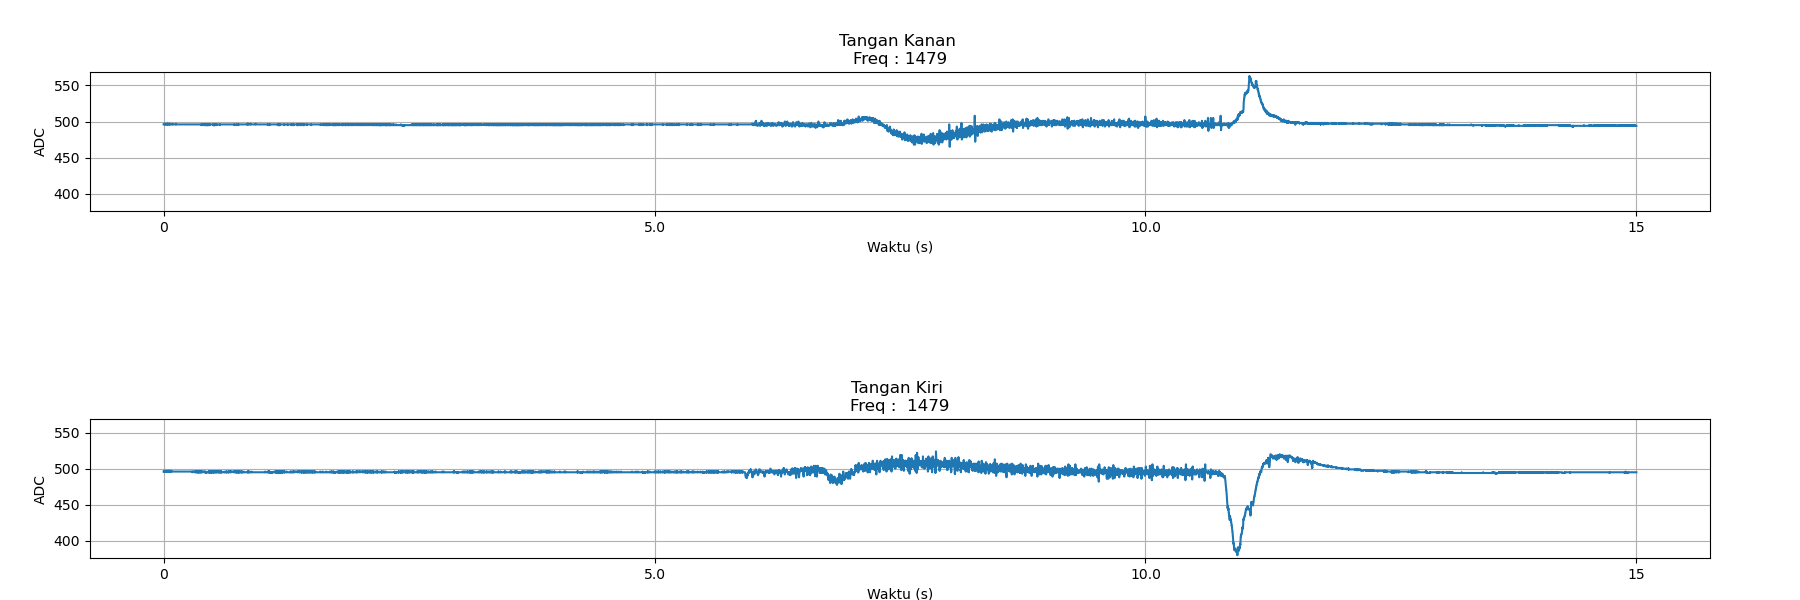 Tangan Kanan
Freq : 1479
550
500
450
400
ADC
0 5.0 10.0 15
Waktu (s)
Tangan Kiri
Freq :  1479
550
500
450
400
ADC
0 5.0 10.0 15
Waktu (s)